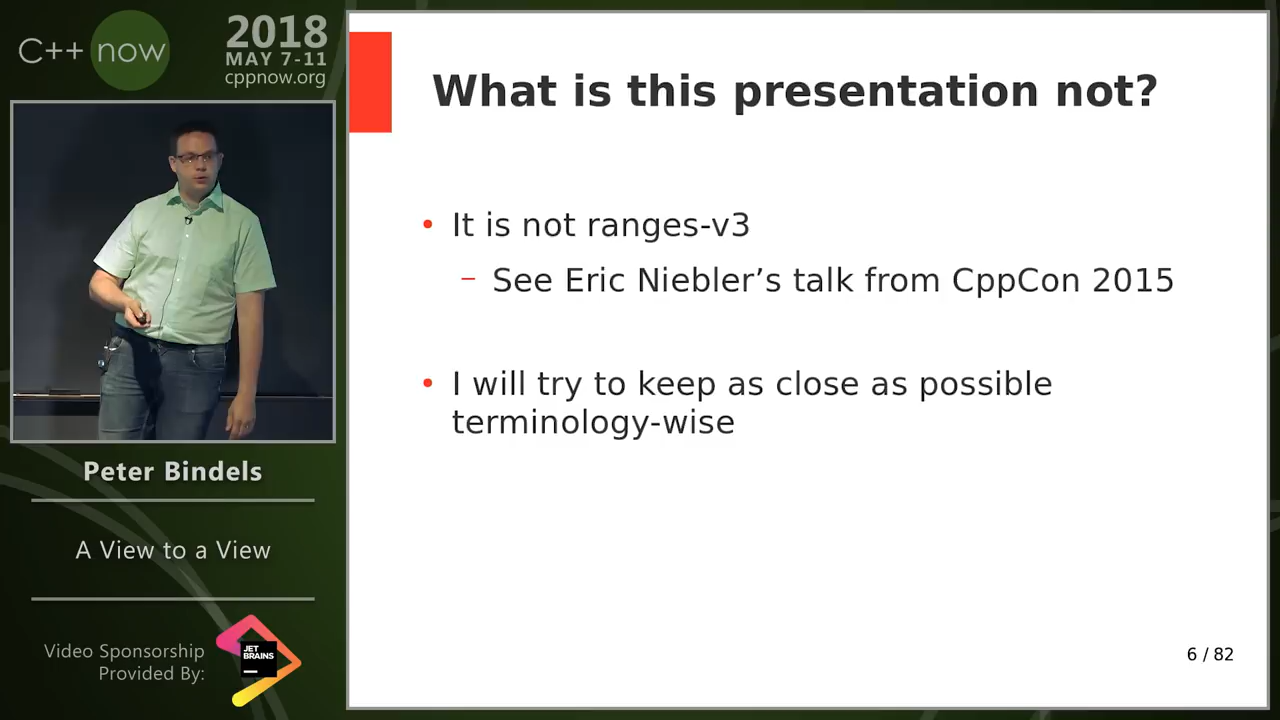 C++ now
2018
MAY 7-11
cppnow.org
Peter Bindels
A View to a View
Video Sponsorship
Provided By:
JET
BRAINS
What is this presentation not?
• It is not ranges-v3
– See Eric Niebler’s talk from CppCon 2015
• I will try to keep as close as possible
terminology-wise
6 / 82